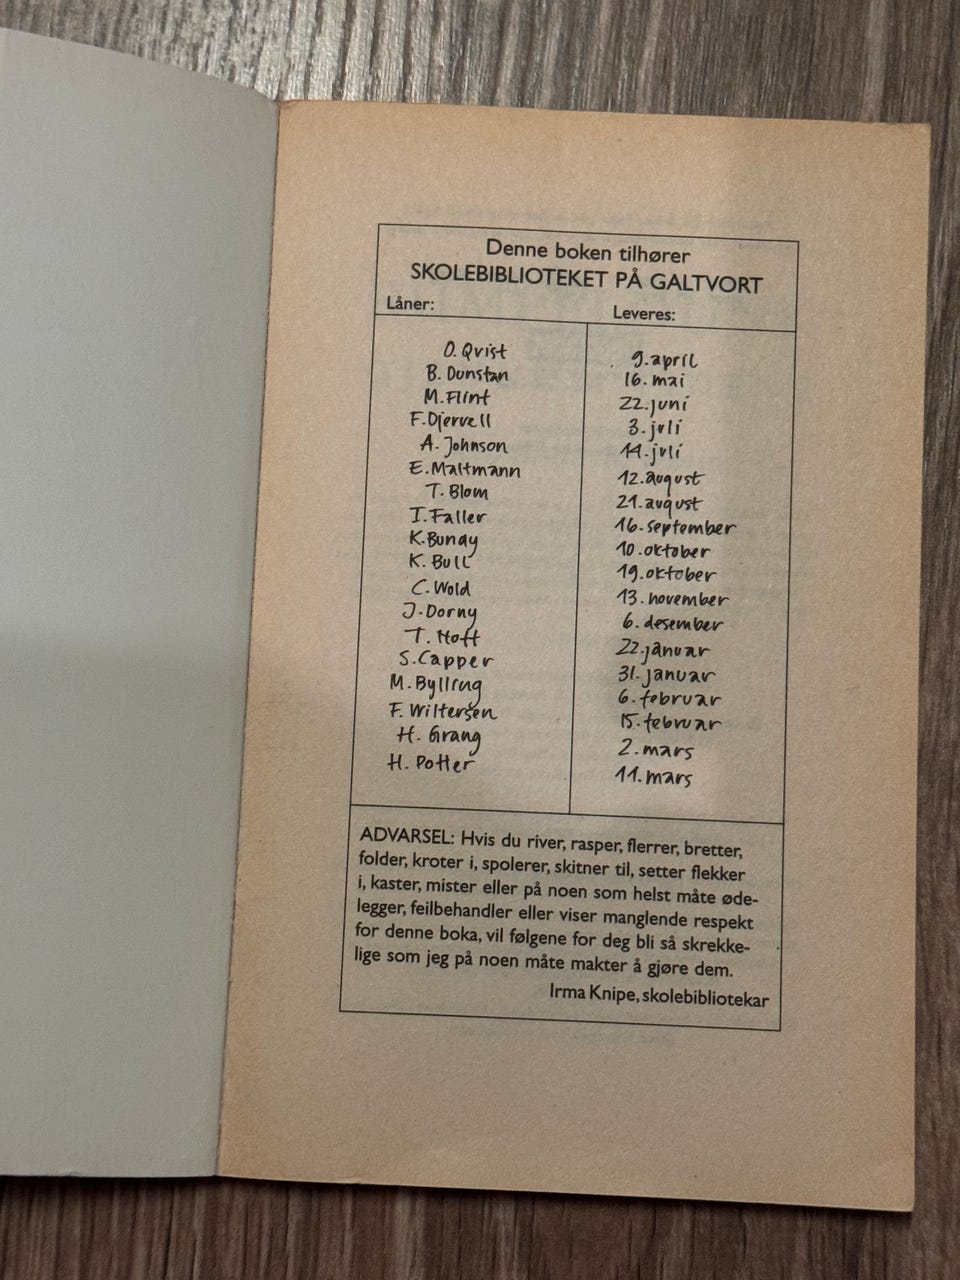 Denne boken tilhører
SKOLEBIBLIOTEKET PÅ GALTVORT
Låner: Leveres:
O. Qvist 9. april
B. Dunstan 16. mai
M. Flint 22. juni
F. Djervell 3. juli
A. Johnson 14. juli
E. Maltmann 12. august
T. Blom 21. august
I. Faller 16. september
K. Bundy 10. oktober
K. Bull 19. oktober
C. Wold 13. november
J. Dorny 6. desember
T. Hoft 22. januar
S. Capper 31. januar
M. Byllrug 6. februar
F. Wiltersen 15. februar
H. Grang 2. mars
H. Potter 11. mars
ADVARSEL: Hvis du river, rasper, flerrer, bretter,
folder, kroter i, spolerer, skitner til, setter flekker
i, kaster, mister eller på noen som helst måte øde-
legger, feilbehandler eller viser manglende respekt
for denne boka, vil følgene for deg bli så skrekke-
lige som jeg på noen måte makter å gjøre dem.
Irma Knipe, skolebibliotekar